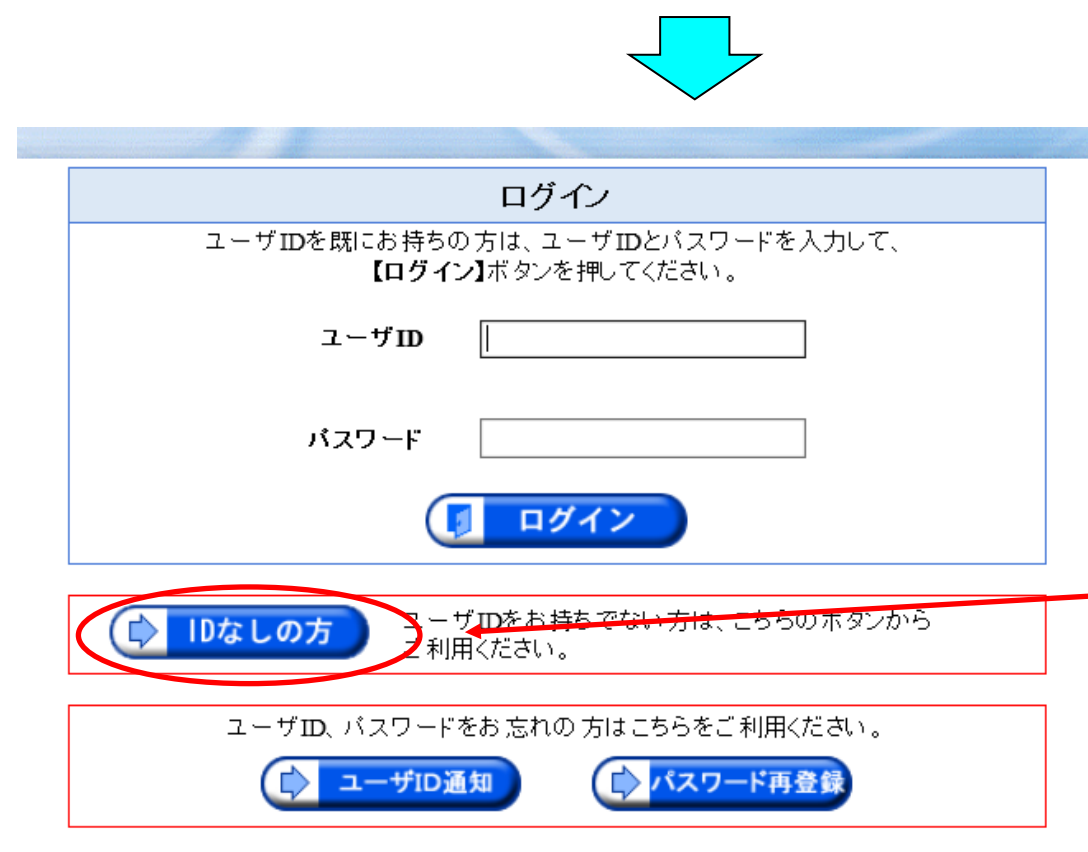 ログイン
ユーザIDを既にお持ちの方は、ユーザIDとパスワードを入力して、
【ログイン】ボタンを押してください。
ユーザID
パスワード
ログイン
IDなしの方
ユーザIDをお持ちでない方は、こちらのボタンから
ご利用ください。
ユーザID、パスワードをお忘れの方はこちらをご利用ください。
ユーザID通知
パスワード再登録